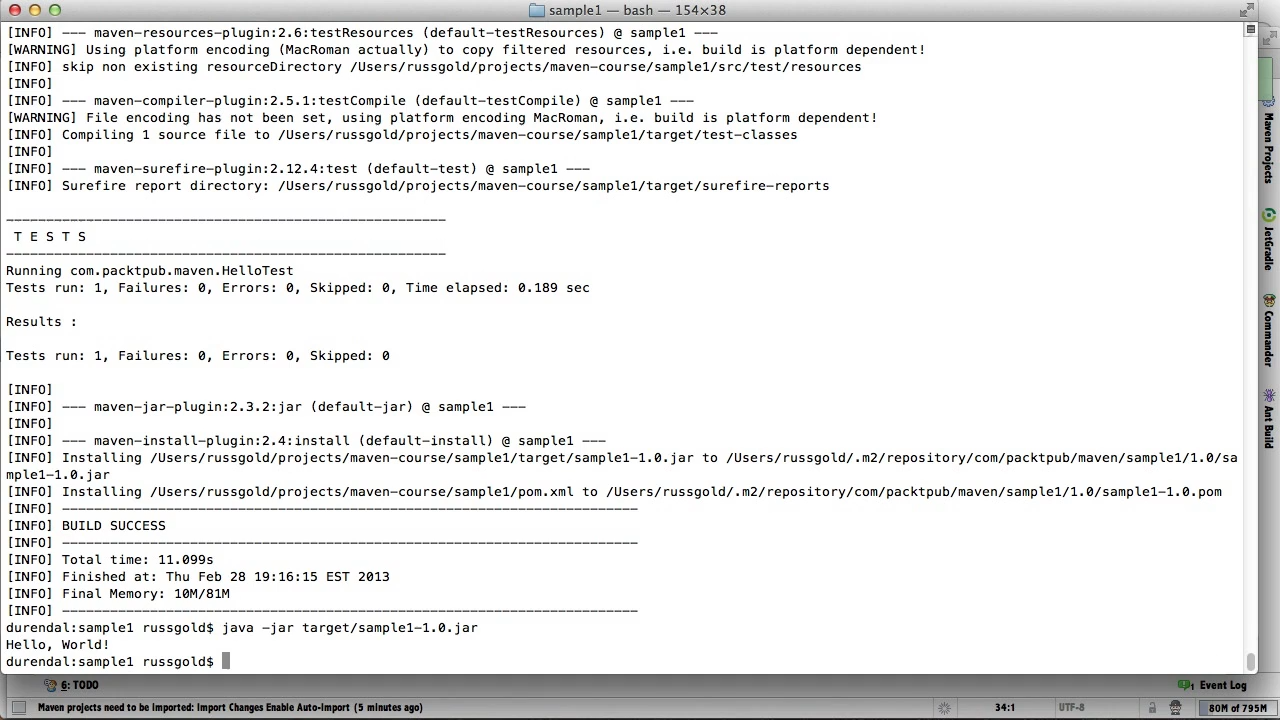 sample1 — bash — 154×38
[INFO] --- maven-resources-plugin:2.6:testResources (default-testResources) @ sample1 ---
[WARNING] Using platform encoding (MacRoman actually) to copy filtered resources, i.e. build is platform dependent!
[INFO] skip non existing resourceDirectory /Users/russgold/projects/maven-course/sample1/src/test/resources
[INFO]
[INFO] --- maven-compiler-plugin:2.5.1:testCompile (default-testCompile) @ sample1 ---
[WARNING] File encoding has not been set, using platform encoding MacRoman, i.e. build is platform dependent!
[INFO] Compiling 1 source file to /Users/russgold/projects/maven-course/sample1/target/test-classes
[INFO]
[INFO] --- maven-surefire-plugin:2.12.4:test (default-test) @ sample1 ---
[INFO] Surefire report directory: /Users/russgold/projects/maven-course/sample1/target/surefire-reports
-------------------------------------------------------
T E S T S
-------------------------------------------------------
Running com.packtpub.maven.HelloTest
Tests run: 1, Failures: 0, Errors: 0, Skipped: 0, Time elapsed: 0.189 sec
Results :
Tests run: 1, Failures: 0, Errors: 0, Skipped: 0
[INFO]
[INFO] --- maven-jar-plugin:2.3.2:jar (default-jar) @ sample1 ---
[INFO]
[INFO] --- maven-install-plugin:2.4:install (default-install) @ sample1 ---
[INFO] Installing /Users/russgold/projects/maven-course/sample1/target/sample1-1.0.jar to /Users/russgold/.m2/repository/com/packtpub/maven/sample1/1.0/sa
mple1-1.0.jar
[INFO] Installing /Users/russgold/projects/maven-course/sample1/pom.xml to /Users/russgold/.m2/repository/com/packtpub/maven/sample1/1.0/sample1-1.0.pom
[INFO] ------------------------------------------------------------------------
[INFO] BUILD SUCCESS
[INFO] ------------------------------------------------------------------------
[INFO] Total time: 11.099s
[INFO] Finished at: Thu Feb 28 19:16:15 EST 2013
[INFO] Final Memory: 10M/81M
[INFO] ------------------------------------------------------------------------
durendal:sample1 russgold$ java -jar target/sample1-1.0.jar
Hello, World!
durendal:sample1 russgold$
Maven Projects
JetGradle
Commander
Ant Build
6: TODO
Event Log
Maven projects need to be imported: Import Changes Enable Auto-Import (5 minutes ago)
34:1
UTF-8
80M of 795M